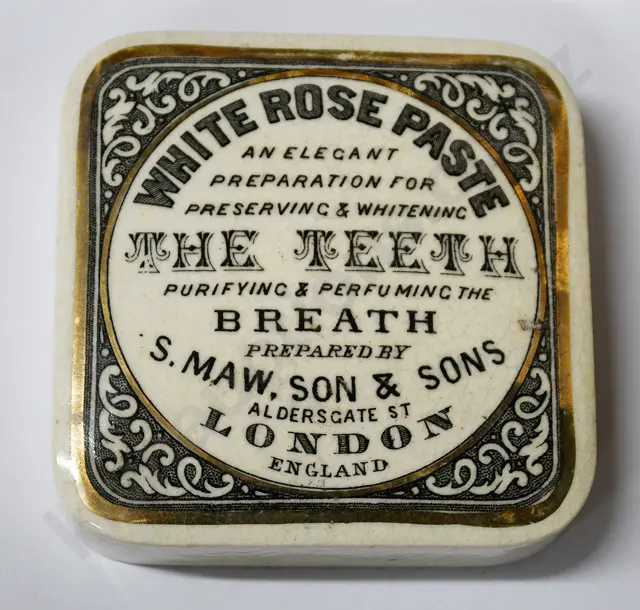 WHITE ROSE PASTE
AN ELEGANT
PREPARATION FOR
PRESERVING & WHITENING
THE TEETH
PURIFYING & PERFUMING THE
BREATH
PREPARED BY
S. MAW, SON & SONS
ALDERSGATE ST
LONDON
ENGLAND